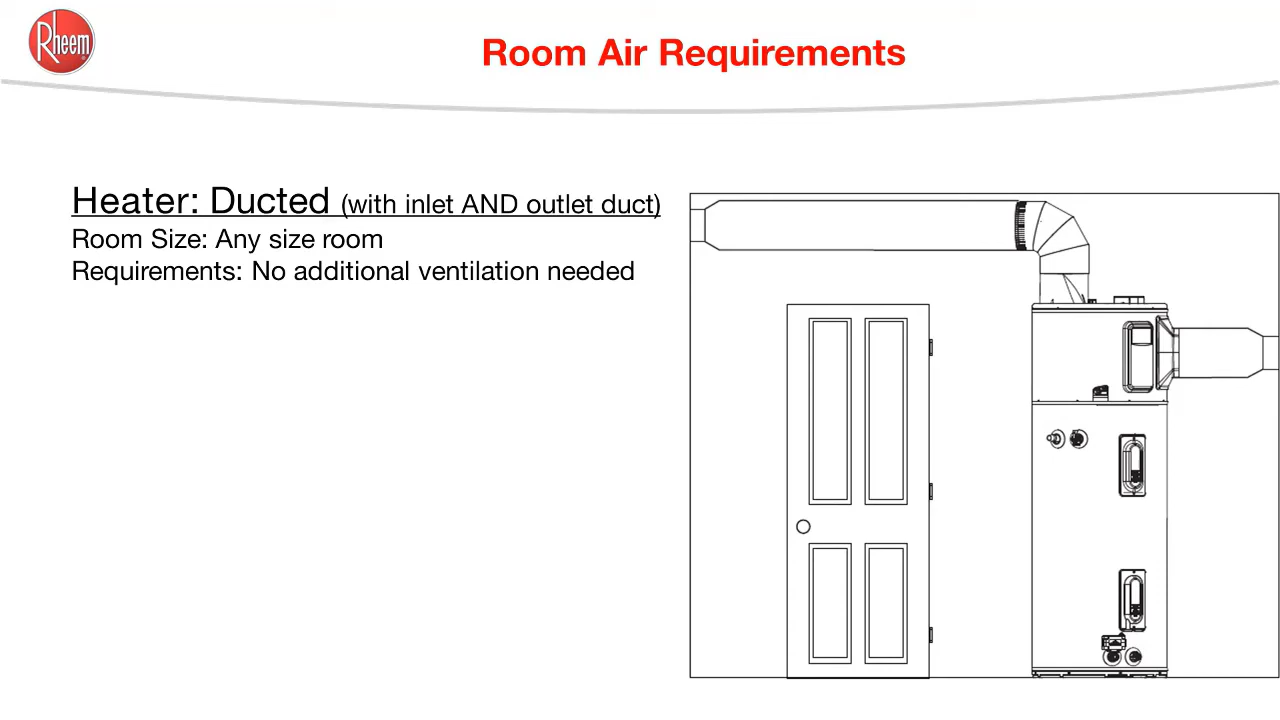 Rheem
Room Air Requirements
Heater: Ducted (with inlet AND outlet duct)
Room Size: Any size room
Requirements: No additional ventilation needed